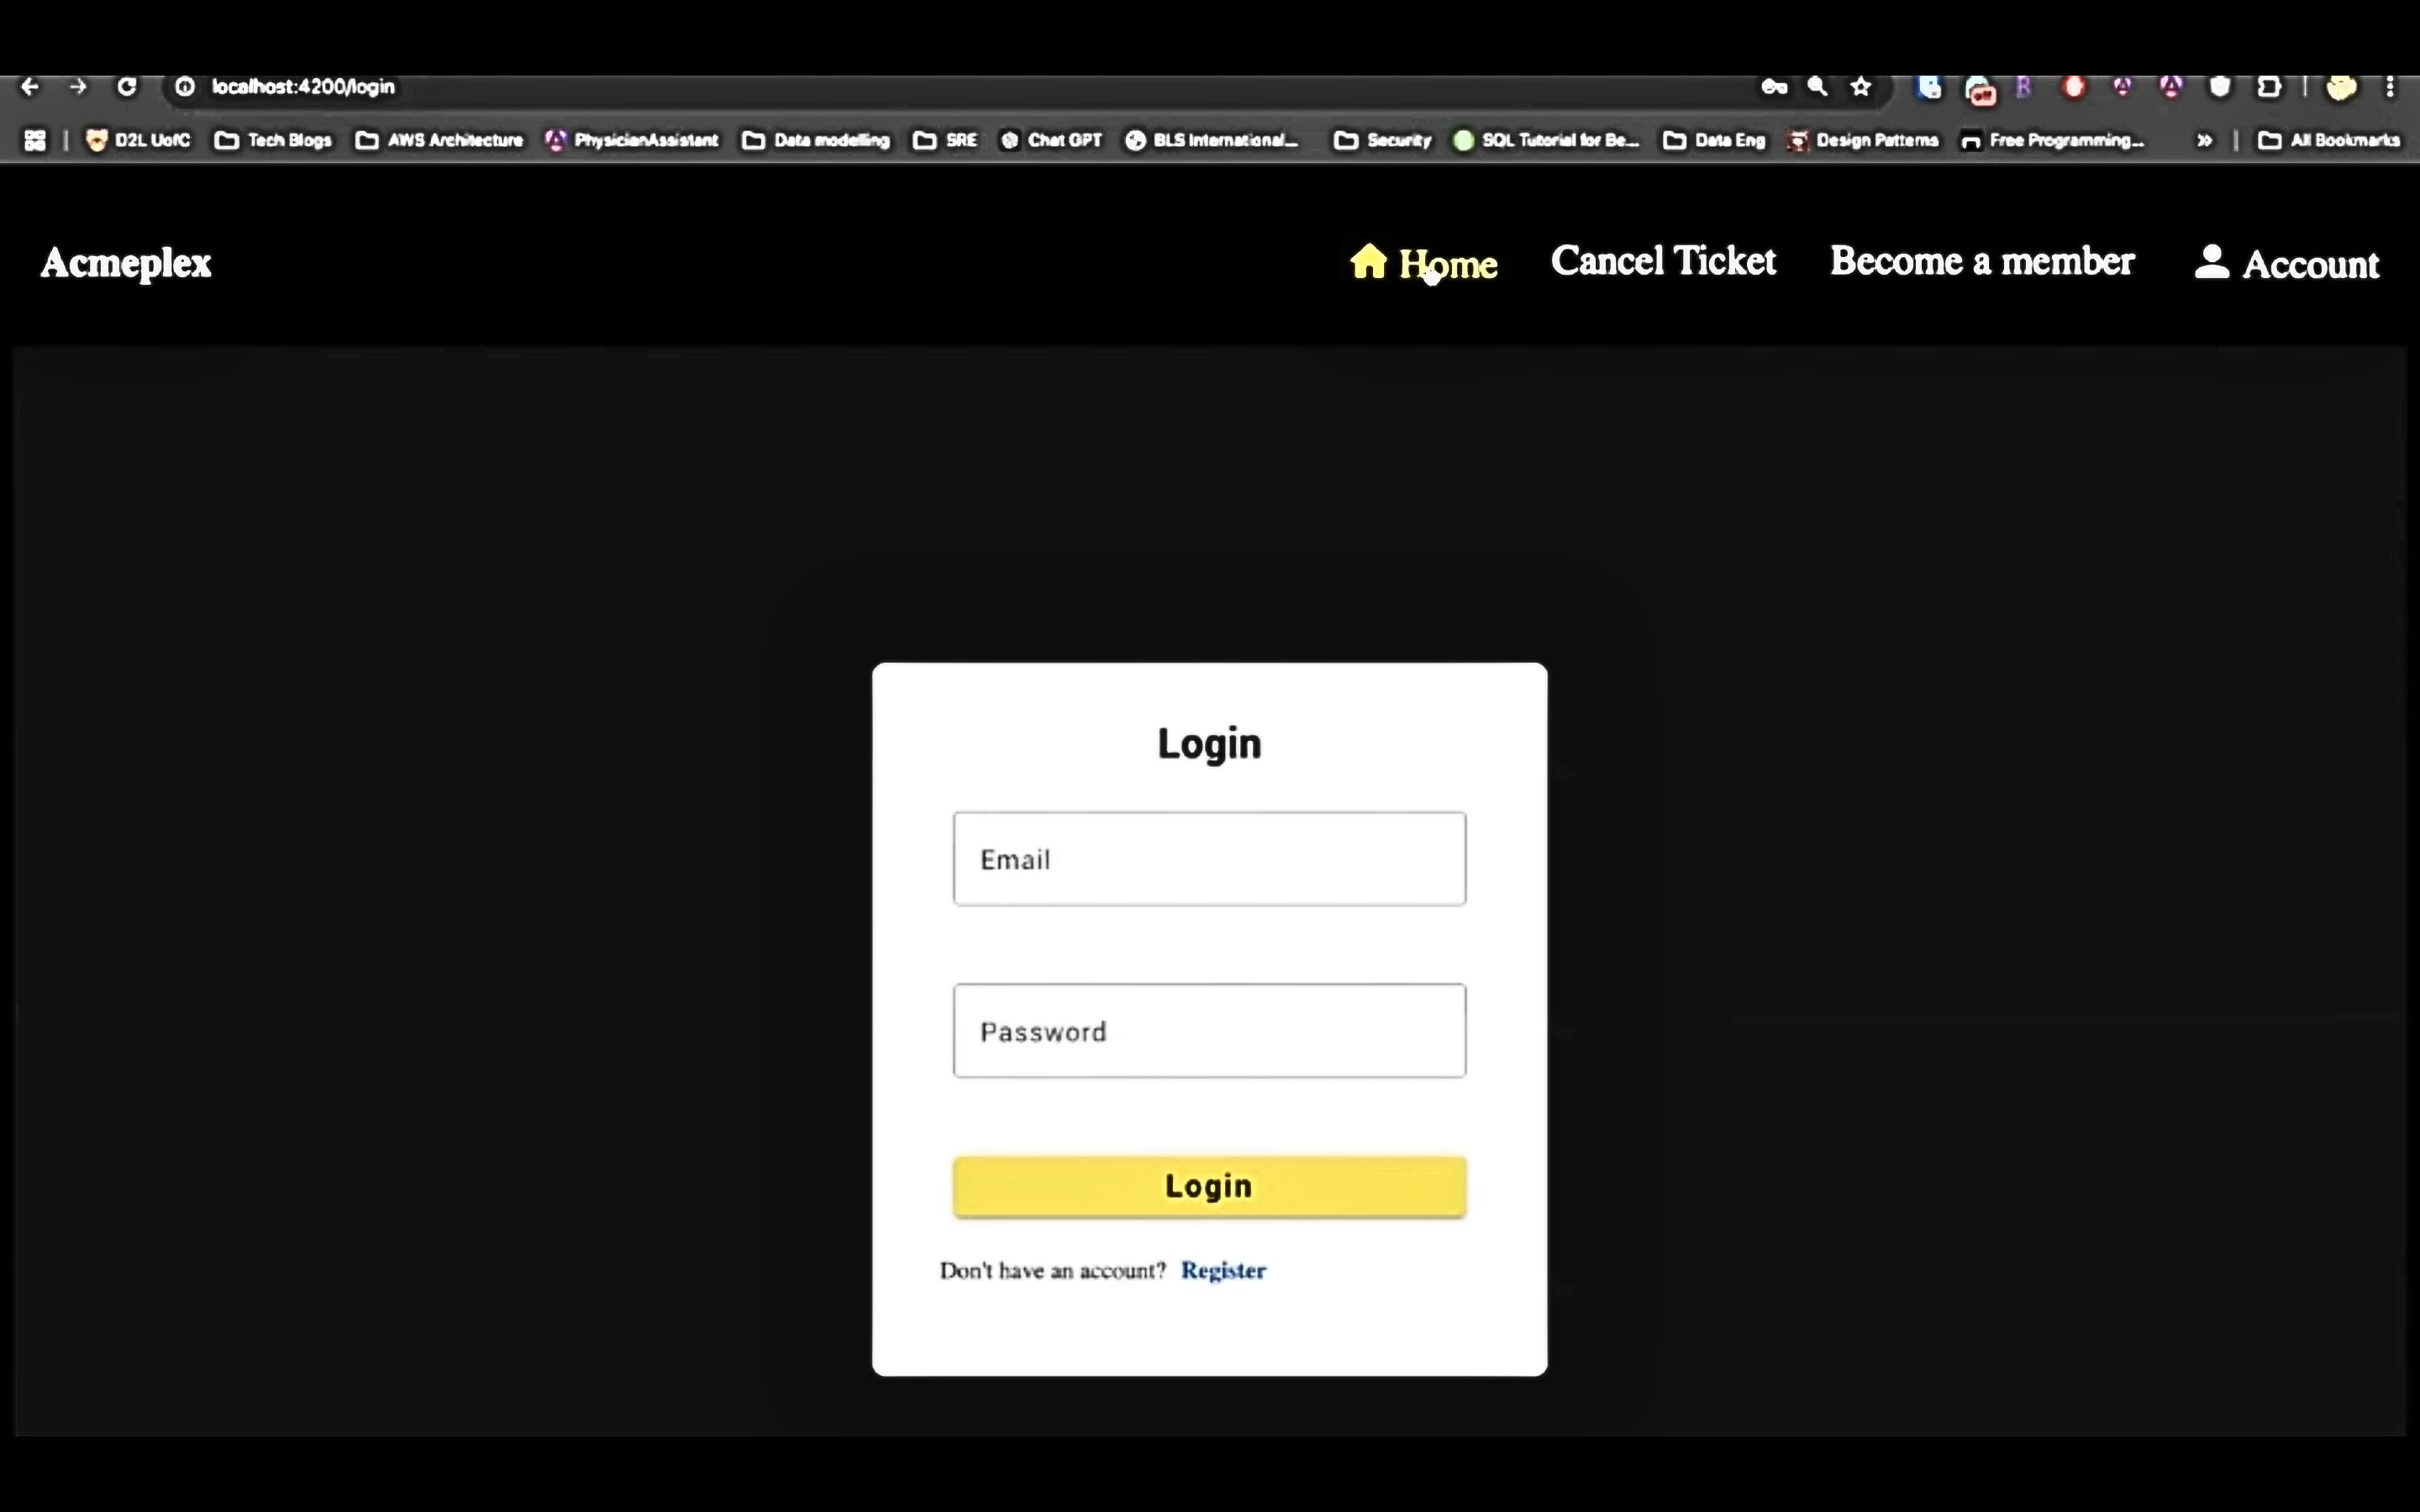 localhost:4200/login
D2L UofC Tech Blogs AWS Architecture PhysicianAssistant Data modelling SRE Chat GPT BLS International... Security SQL Tutorial for Be... Data Eng Design Patterns Free Programming... All Bookmarks
Acmeplex Home Cancel Ticket Become a member Account
Login
Email
Password
Login
Don't have an account? Register